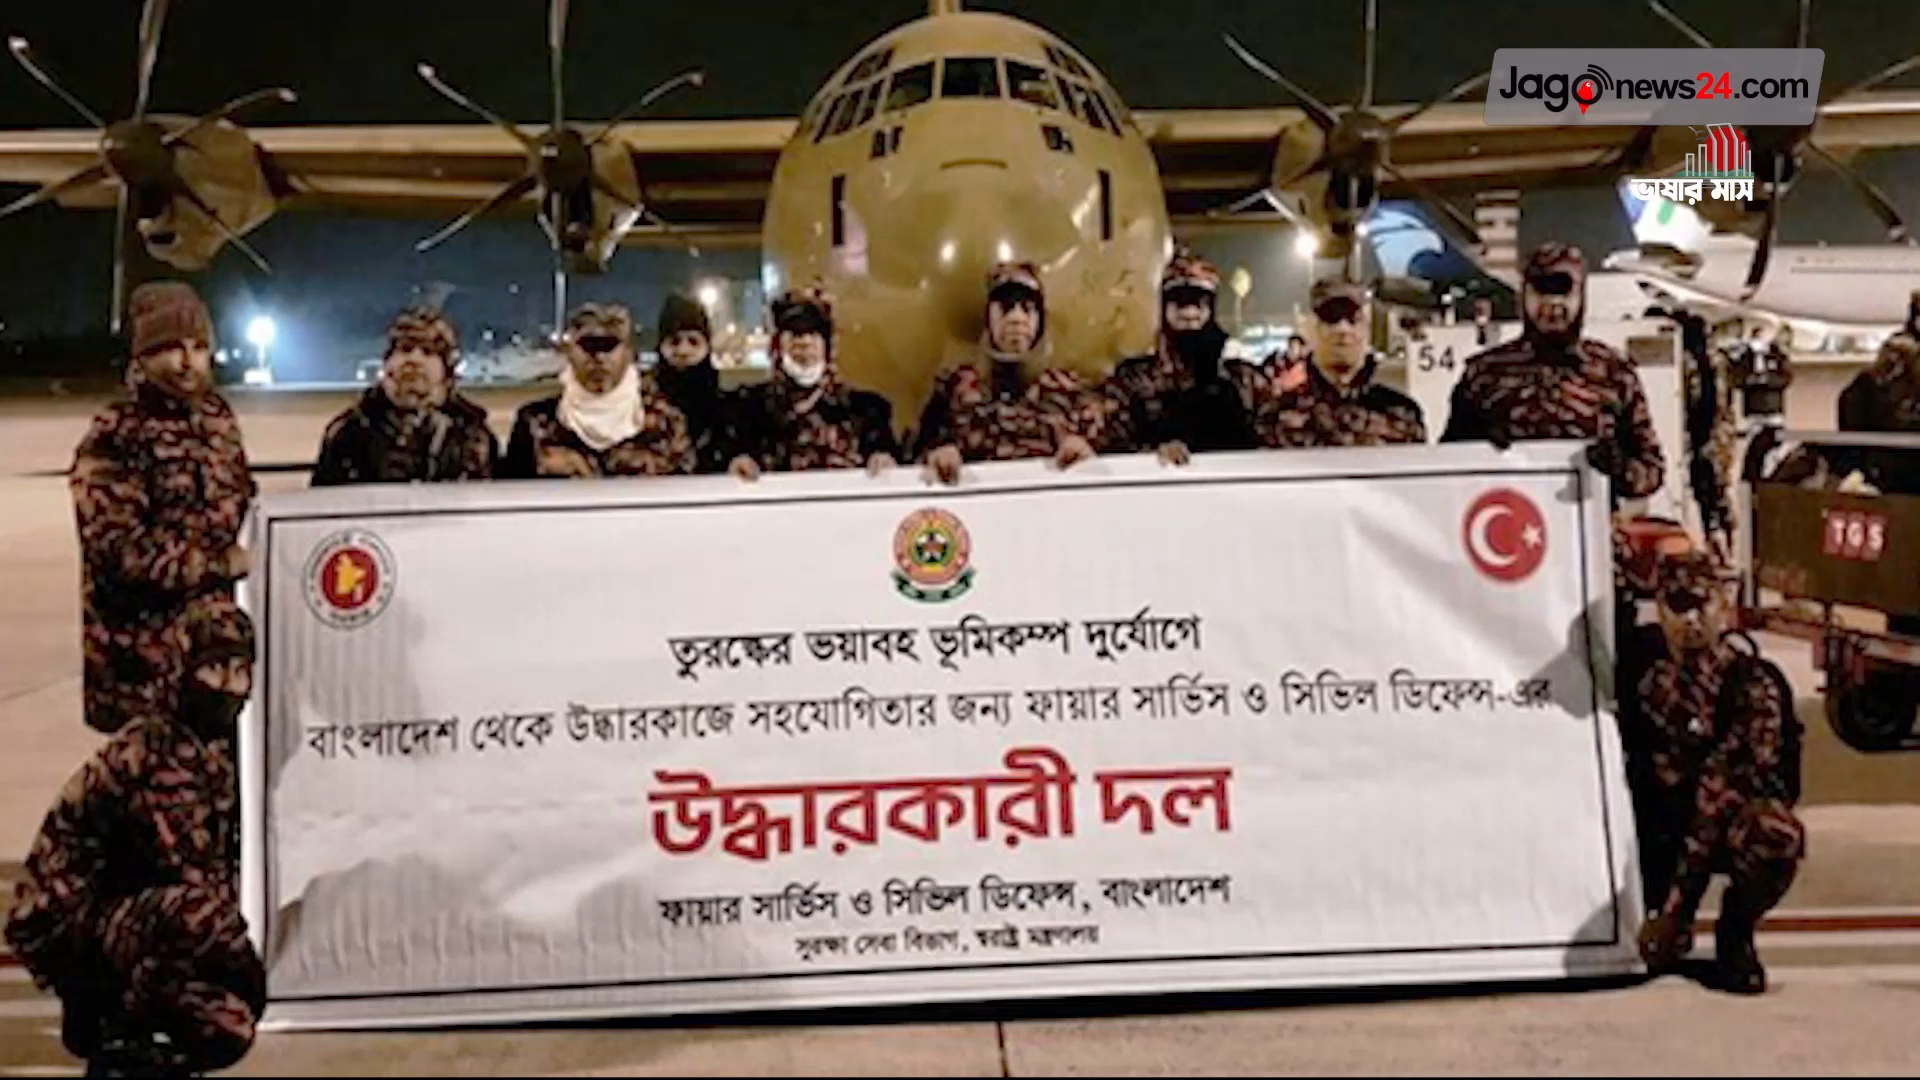 Jagonews24.com
ভাষার মাস
54
TGS
তুরস্কের ভয়াবহ ভূমিকম্প দুর্যোগে
বাংলাদেশ থেকে উদ্ধারকাজে সহযোগিতার জন্য ফায়ার সার্ভিস ও সিভিল ডিফেন্স-এর
উদ্ধারকারী দল
ফায়ার সার্ভিস ও সিভিল ডিফেন্স, বাংলাদেশ
সুরক্ষা সেবা বিভাগ, স্বরাষ্ট্র মন্ত্রণালয়